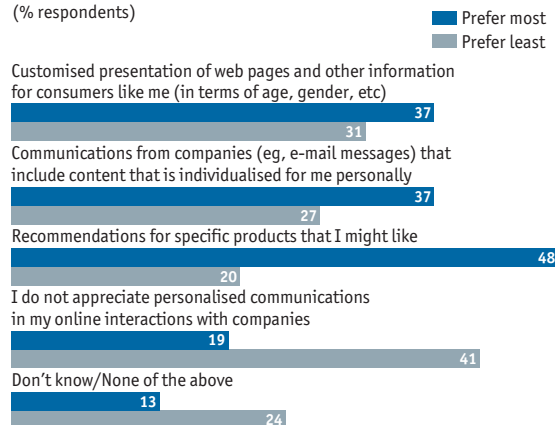 (% respondents)
Prefer most
Prefer least
Customised presentation of web pages and other information
for consumers like me (in terms of age, gender, etc)
37
31
Communications from companies (eg, e-mail messages) that
include content that is individualised for me personally
37
27
Recommendations for specific products that I might like
48
20
I do not appreciate personalised communications
in my online interactions with companies
19
41
Don't know/None of the above
13
24